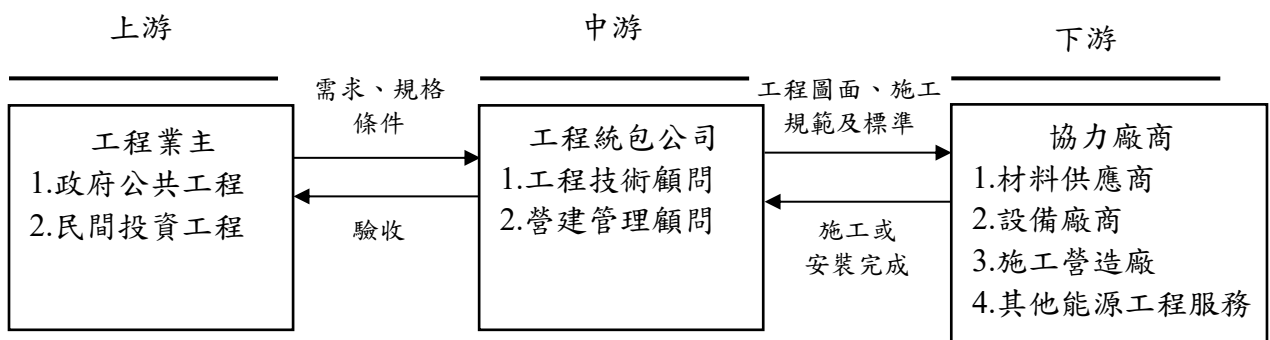 上游
中游
下游
需求、規格
條件
驗收
工程圖面、施工
規範及標準
施工或
安裝完成
工程業主
1.政府公共工程
2.民間投資工程
工程統包公司
1.工程技術顧問
2.營建管理顧問
協力廠商
1.材料供應商
2.設備廠商
3.施工營造廠
4.其他能源工程服務